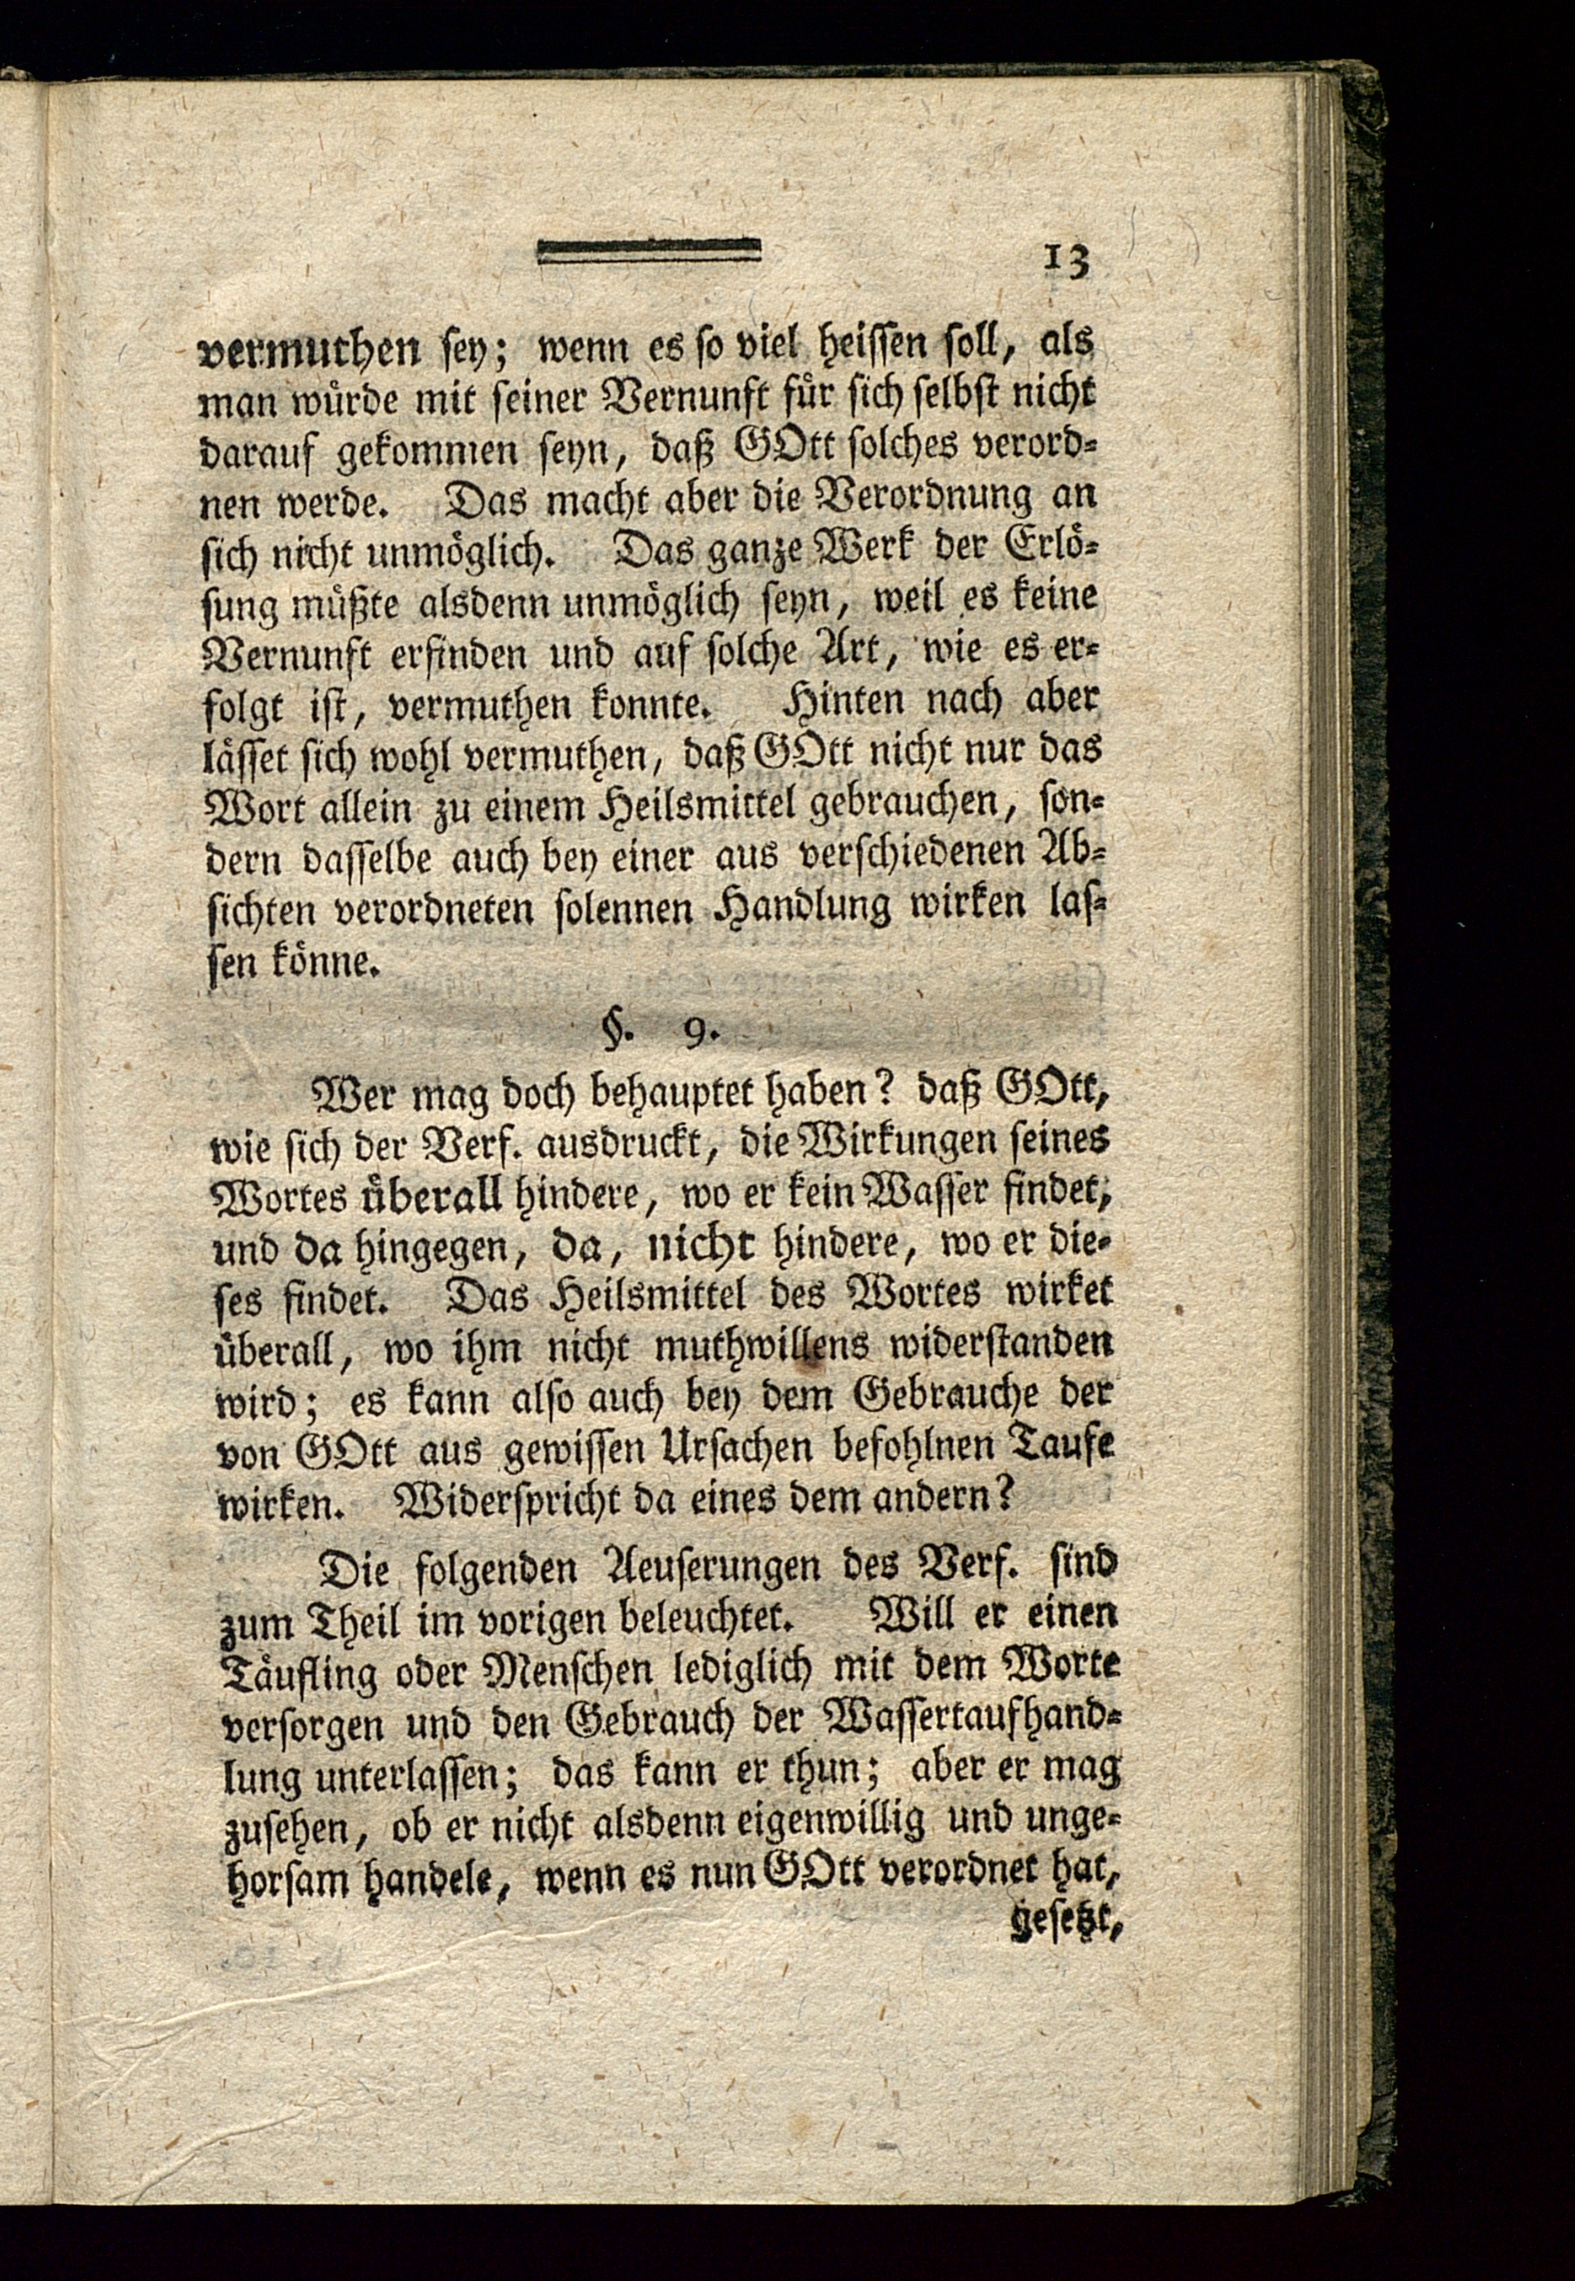 13
vermuthen sey; wenn es so viel heissen soll, als
man würde mit seiner Vernunft für sich selbst nicht
darauf gekommen seyn, daß GOtt solches verord=
nen werde. Das macht aber die Verordnung an
sich nicht unmöglich. Das ganze Werk der Erlö=
sung müßte alsdenn unmöglich seyn, weil es keine
Vernunft erfinden und auf solche Art, wie es er=
folgt ist, vermuthen konnte. Hinten nach aber
lässet sich wohl vermuthen, daß GOtt nicht nur das
Wort allein zu einem Heilsmittel gebrauchen, son=
dern dasselbe auch bey einer aus verschiedenen Ab=
sichten verordneten solennen Handlung wirken las=
sen könne.
§. 9.
Wer mag doch behauptet haben? daß GOtt,
wie sich der Verf. ausdruckt, die Wirkungen seines
Wortes überall hindere, wo er kein Wasser findet;
und da hingegen, da, nicht hindere, wo er die=
ses findet. Das Heilsmittel des Wortes wirket
überall, wo ihm nicht muthwillens widerstanden
wird; es kann also auch bey dem Gebrauche der
von GOtt aus gewissen Ursachen befohlnen Taufe
wirken. Widerspricht da eines dem andern?
Die folgenden Aeuserungen des Verf. sind
zum Theil im vorigen beleuchtet. Will er einen
Täufling oder Menschen lediglich mit dem Worte
versorgen und den Gebrauch der Wassertaufhand=
lung unterlassen; das kann er thun; aber er mag
zusehen, ob er nicht alsdenn eigenwillig und unge=
horsam handele, wenn es nun GOtt verordnet hat,
gesetzt,